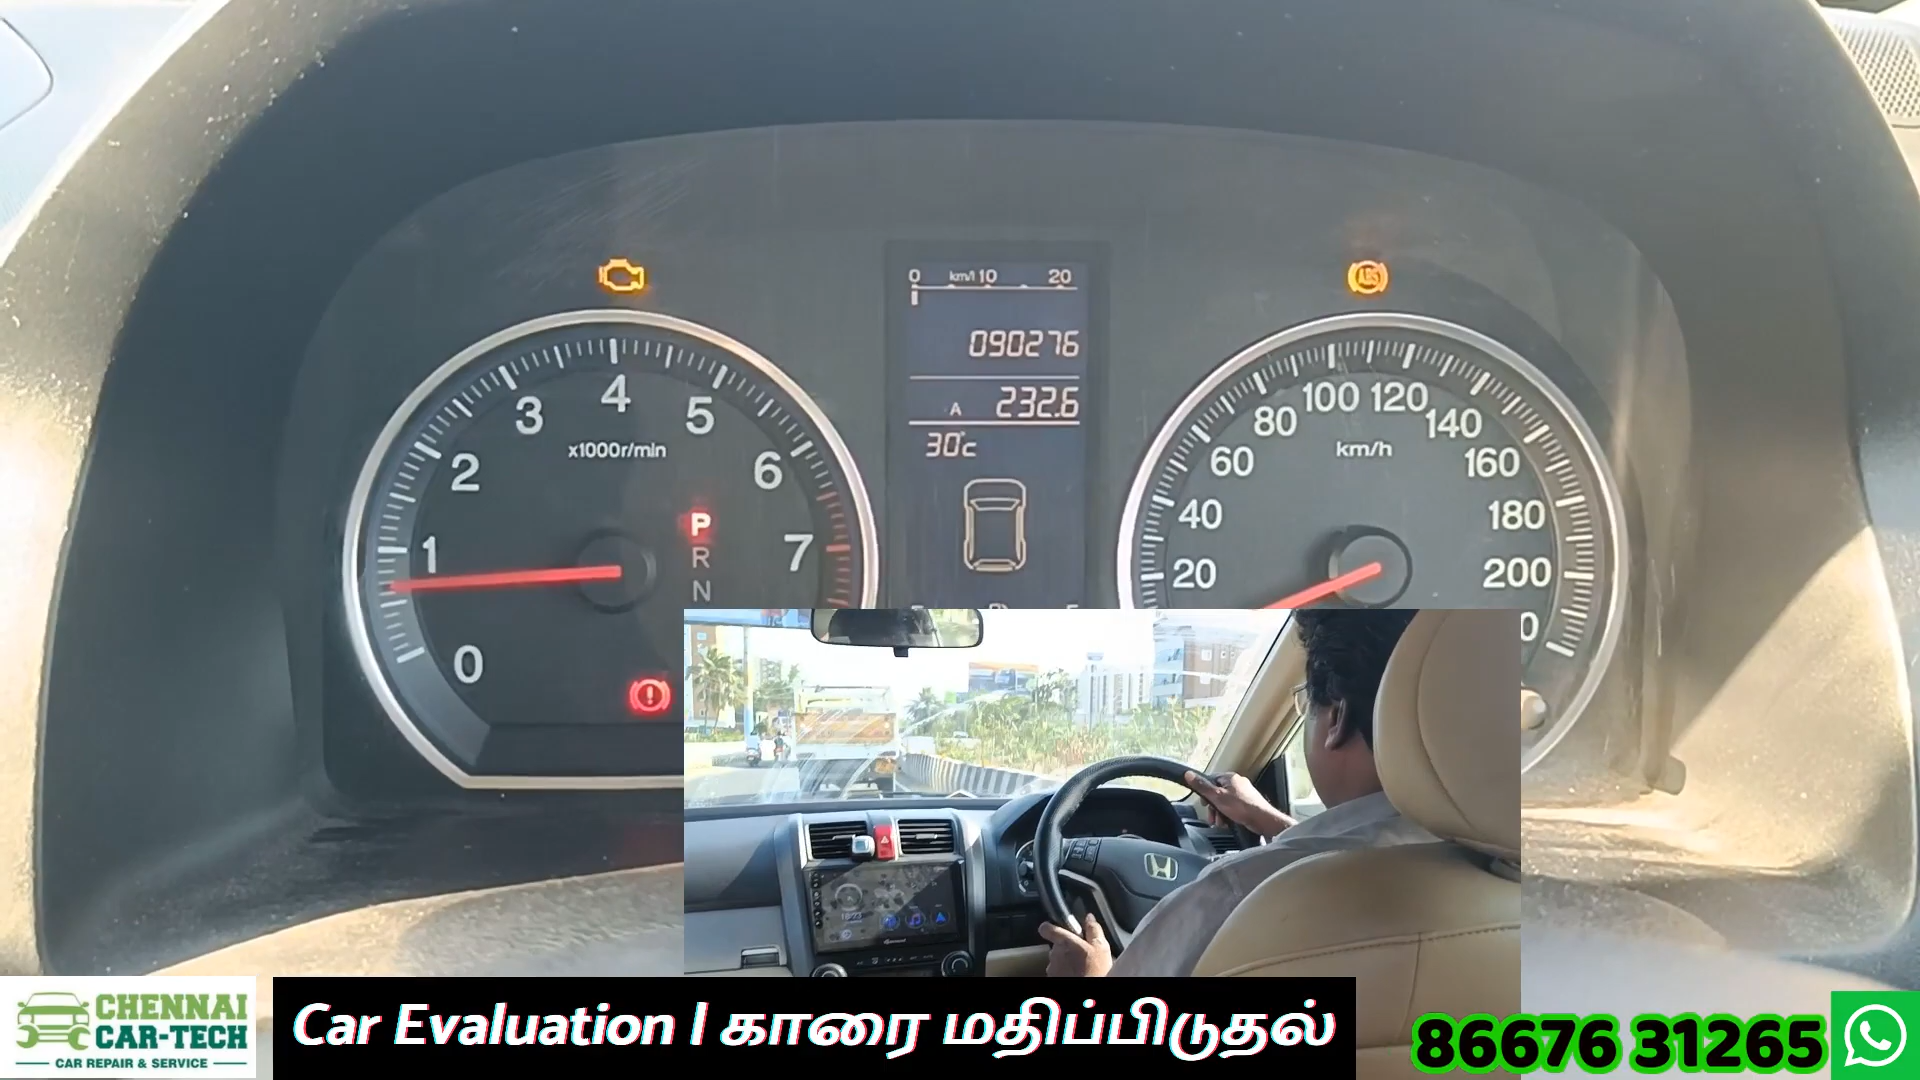 0 km/l 10 20
090276
A 232.6
30°C
0 1 2 3 4 5 6 7
x1000r/min
P
R
N
20 40 60 80 100 120 140 160 180 200
km/h
ABS
CHENNAI
CAR-TECH
CAR REPAIR & SERVICE
Car Evaluation | காரை மதிப்பிடுதல்
86676 31265